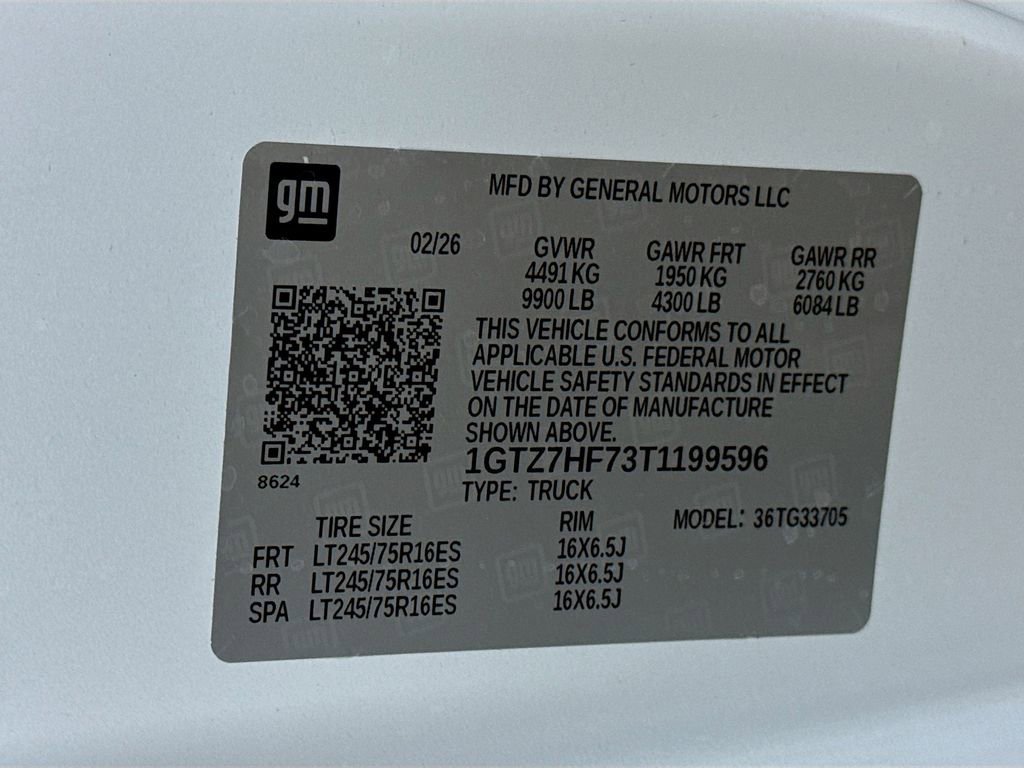 gm
MFD BY GENERAL MOTORS LLC
02/26 GVWR GAWR FRT GAWR RR
4491 KG 1950 KG 2760 KG
9900 LB 4300 LB 6084 LB
THIS VEHICLE CONFORMS TO ALL
APPLICABLE U.S. FEDERAL MOTOR
VEHICLE SAFETY STANDARDS IN EFFECT
ON THE DATE OF MANUFACTURE
SHOWN ABOVE.
1GTZ7HF73T1199596
8624
TYPE: TRUCK
TIRE SIZE RIM MODEL: 36TG33705
FRT LT245/75R16ES 16X6.5J
RR LT245/75R16ES 16X6.5J
SPA LT245/75R16ES 16X6.5J